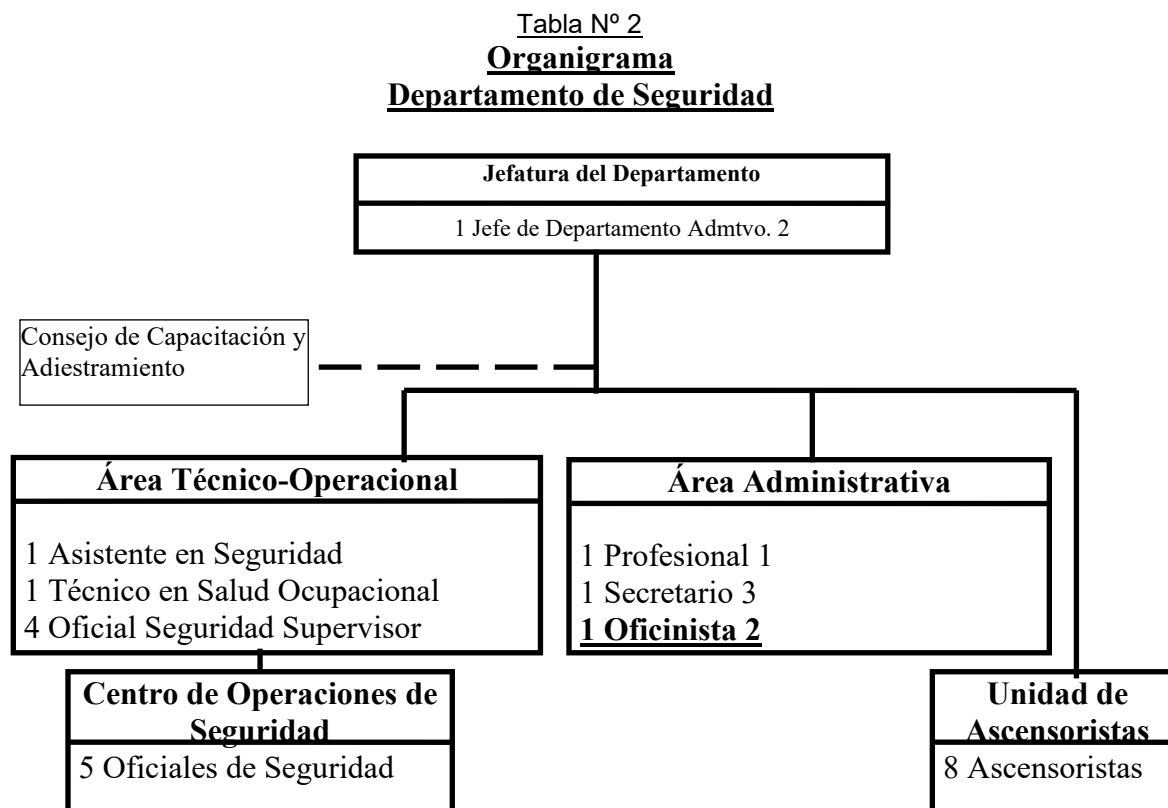 Tabla Nº 2
Organigrama
Departamento de Seguridad
Jefatura del Departamento
1 Jefe de Departamento Admtvo. 2
Consejo de Capacitación y
Adiestramiento
Área Técnico-Operacional
1 Asistente en Seguridad
1 Técnico en Salud Ocupacional
4 Oficial Seguridad Supervisor
Área Administrativa
1 Profesional 1
1 Secretario 3
1 Oficinista 2
Centro de Operaciones de
Seguridad
5 Oficiales de Seguridad
Unidad de
Ascensoristas
8 Ascensoristas